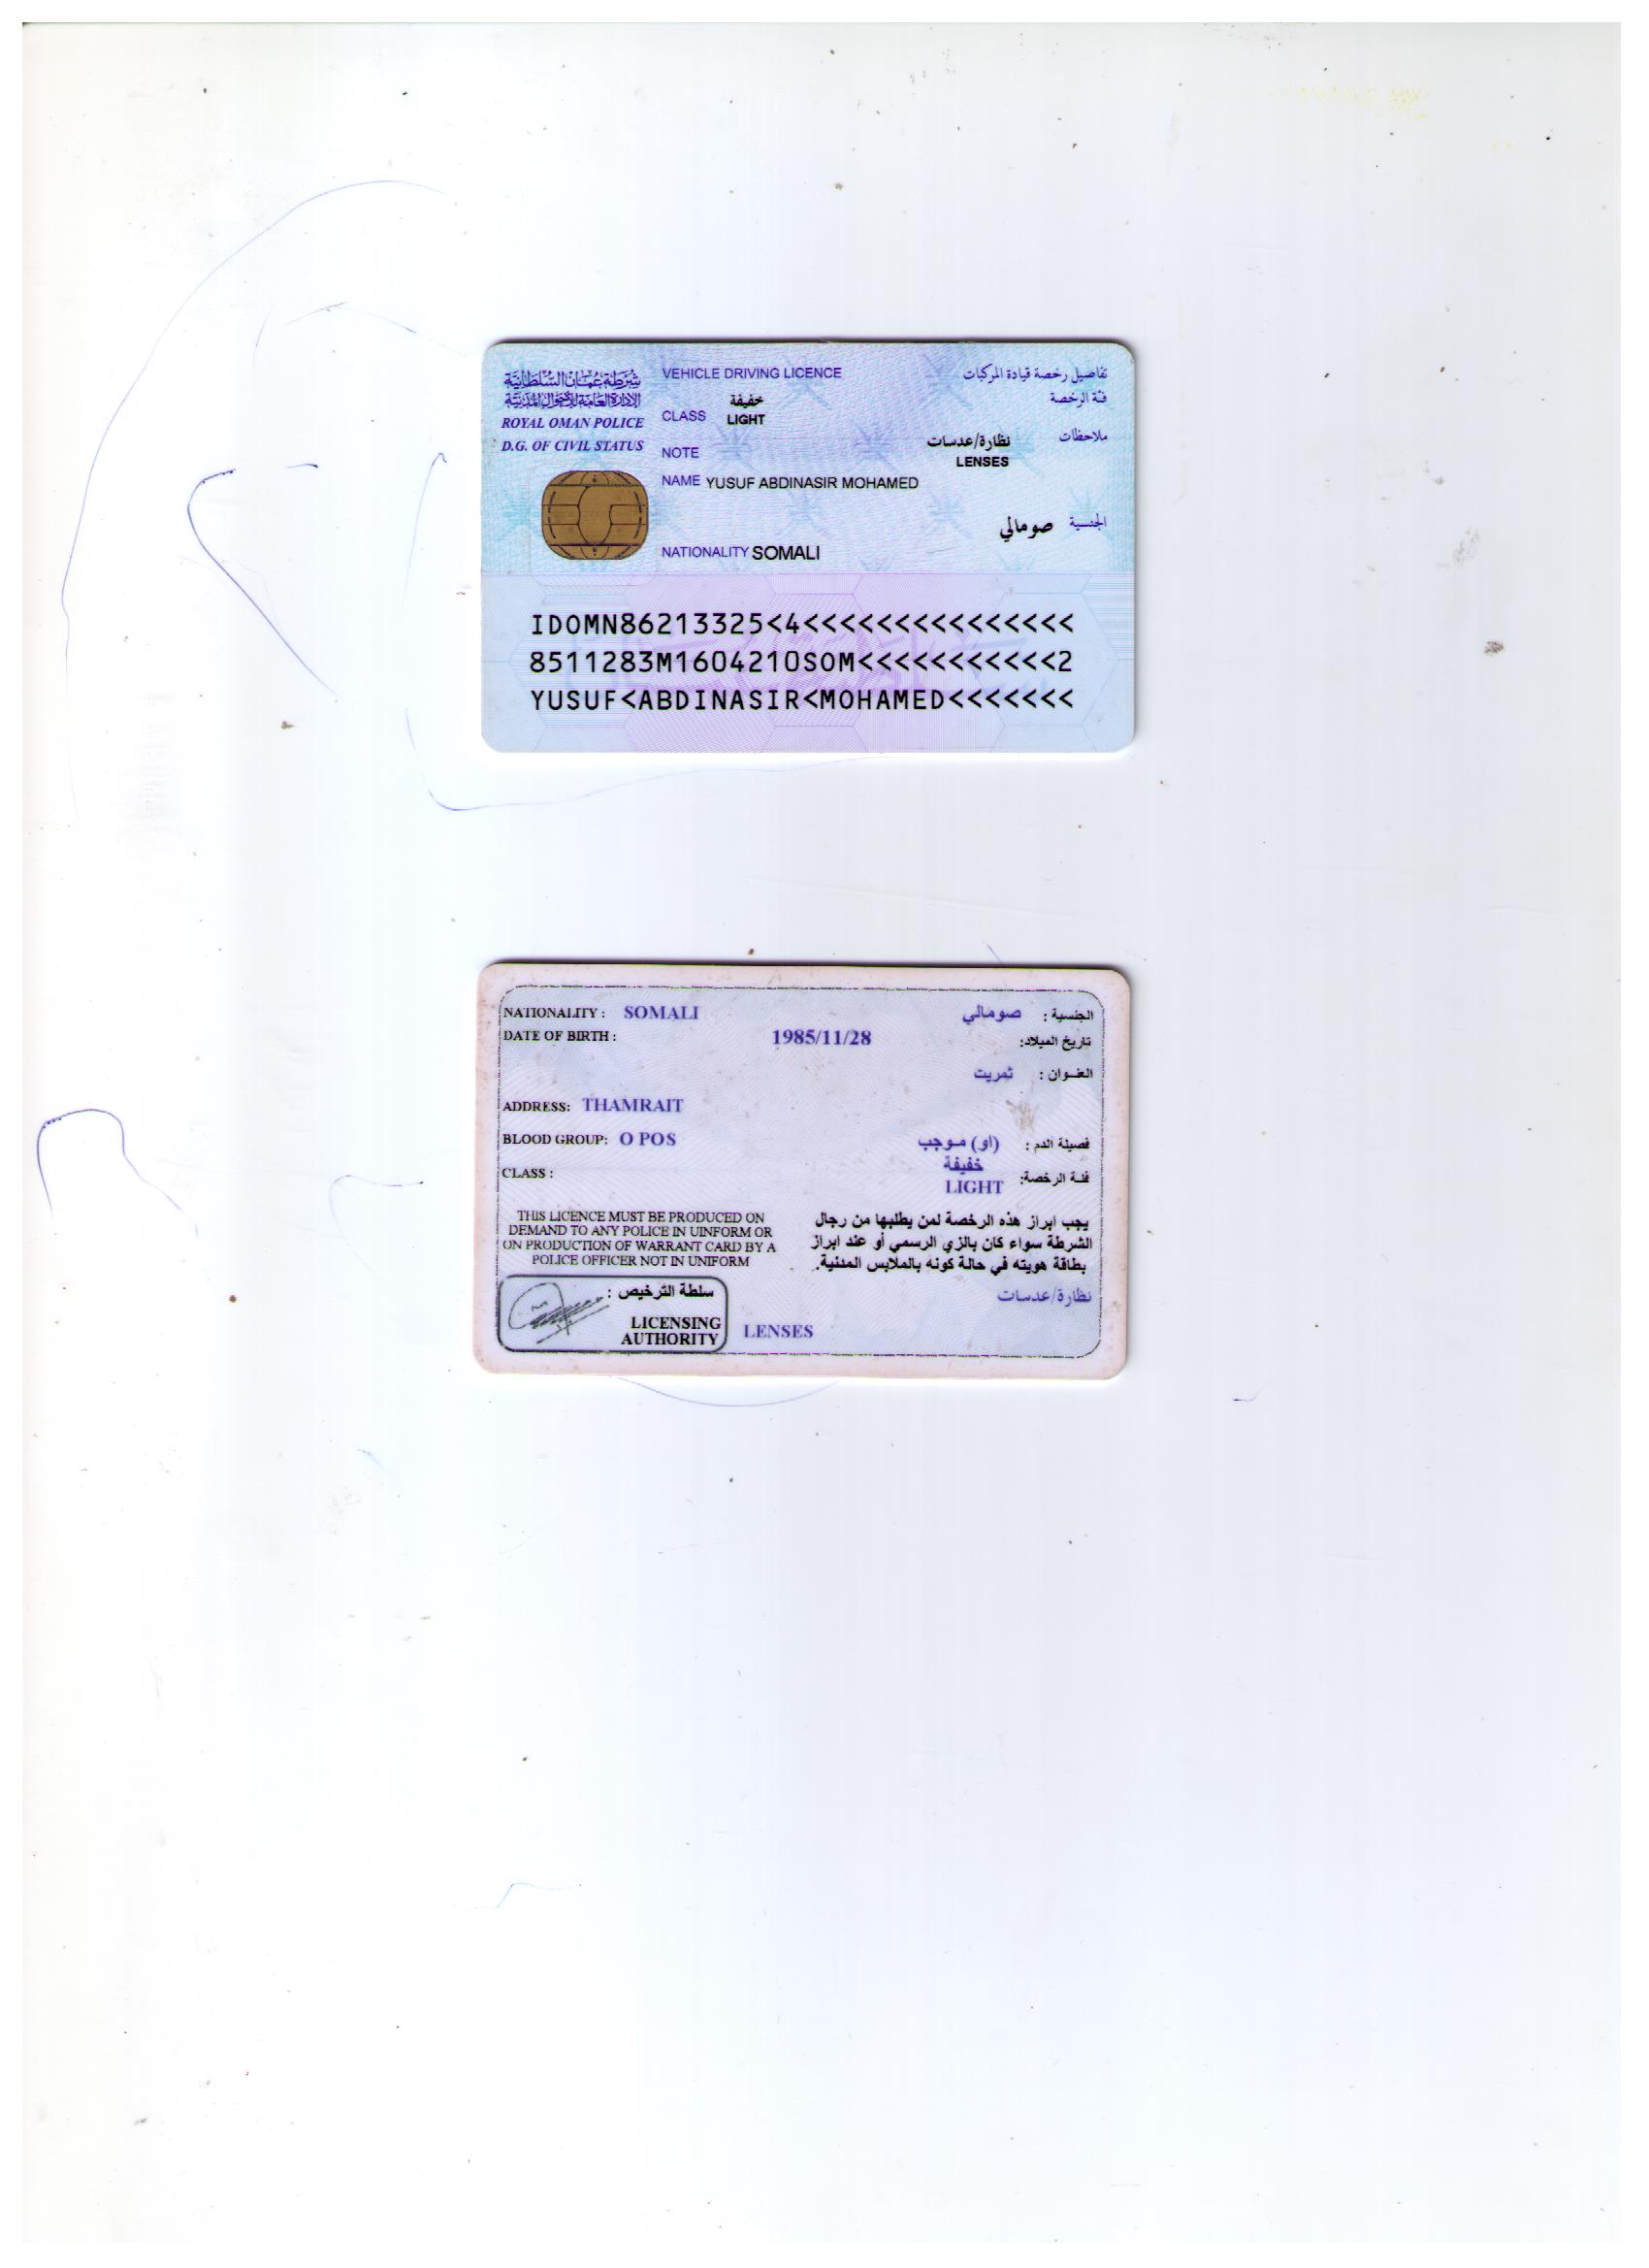 شرطة عمان السلطانية
الإدارة العامة للأحوال المدنية
ROYAL OMAN POLICE
D.G. OF CIVIL STATUS
VEHICLE DRIVING LICENCE تفاصيل رخصة قيادة المركبات
CLASS خفيفة فئة الرخصة
LIGHT
NOTE نظارة/عدسات ملاحظات
LENSES
NAME YUSUF ABDINASIR MOHAMED
صومالي الجنسية
NATIONALITY SOMALI
IDOMN86213325<4<<<<<<<<<<<<<<<
8511283M1604210SOM<<<<<<<<<<<2
YUSUF<ABDINASIR<MOHAMED<<<<<<<
NATIONALITY : SOMALI الجنسية : صومالي
DATE OF BIRTH : 1985/11/28 تاريخ الميلاد:
العنوان : ثمريت
ADDRESS: THAMRAIT
BLOOD GROUP: O POS فصيلة الدم : (او) موجب
CLASS : فئة الرخصة: خفيفة
LIGHT
THIS LICENCE MUST BE PRODUCED ON
DEMAND TO ANY POLICE IN UINFORM OR
ON PRODUCTION OF WARRANT CARD BY A
POLICE OFFICER NOT IN UNIFORM
يجب ابراز هذه الرخصة لمن يطلبها من رجال
الشرطة سواء كان بالزي الرسمي أو عند ابراز
بطاقة هويته في حالة كونه بالملابس المدنية.
سلطة الترخيص :
LICENSING
AUTHORITY
نظارة/عدسات
LENSES